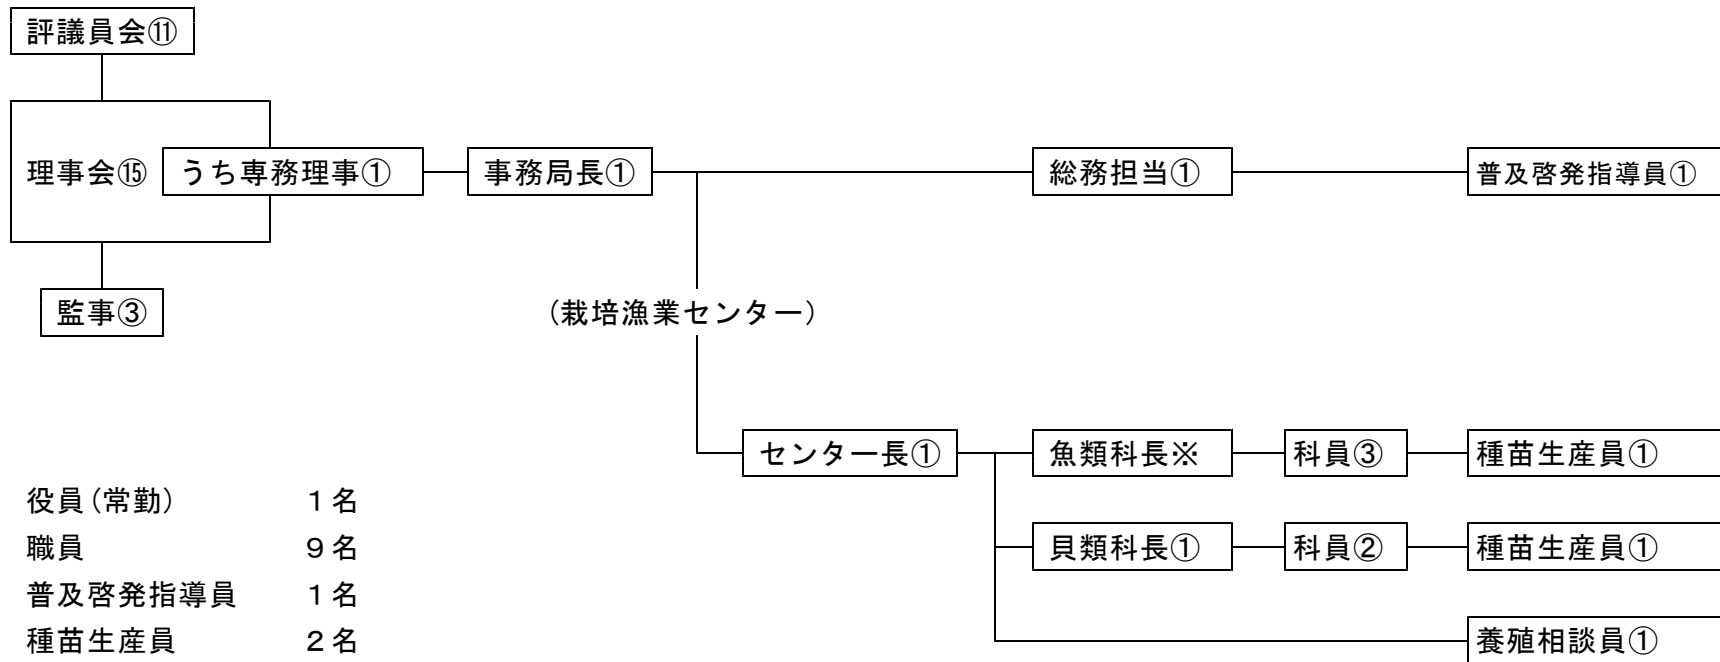 評議員会⑪
理事会⑮ うち専務理事① 事務局長① 総務担当① 普及啓発指導員①
監事③
(栽培漁業センター)
センター長① 魚類科長※ 科員③ 種苗生産員①
役員(常勤) 1名
職員 9名
貝類科長① 科員② 種苗生産員①
普及啓発指導員 1名
種苗生産員 2名
養殖相談員①